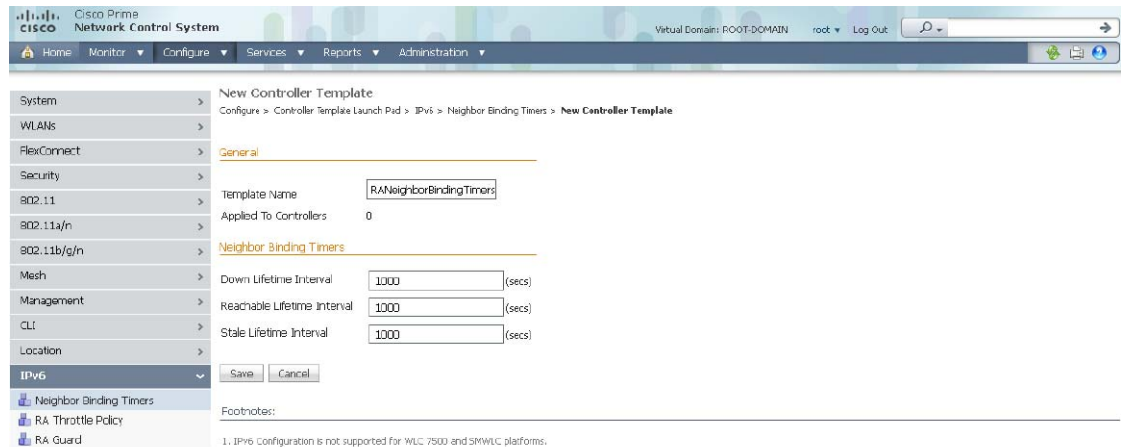 Cisco Prime
CISCO Network Control System
Virtual Domain: ROOT-DOMAIN root Log Out
Home Monitor Configure Services Reports Administration
System
WLANs
FlexConnect
Security
802.11
802.11a/n
802.11b/g/n
Mesh
Management
CLI
Location
IPv6
Neighbor Binding Timers
RA Throttle Policy
RA Guard
New Controller Template
Configure > Controller Template Launch Pad > IPv6 > Neighbor Binding Timers > New Controller Template
General
Template Name RANeighborBindingTimers
Applied To Controllers 0
Neighbor Binding Timers
Down Lifetime Interval 1000 (secs)
Reachable Lifetime Interval 1000 (secs)
Stale Lifetime Interval 1000 (secs)
Save Cancel
Footnotes:
1. IPv6 Configuration is not supported for WLC 7500 and SMWLC platforms.